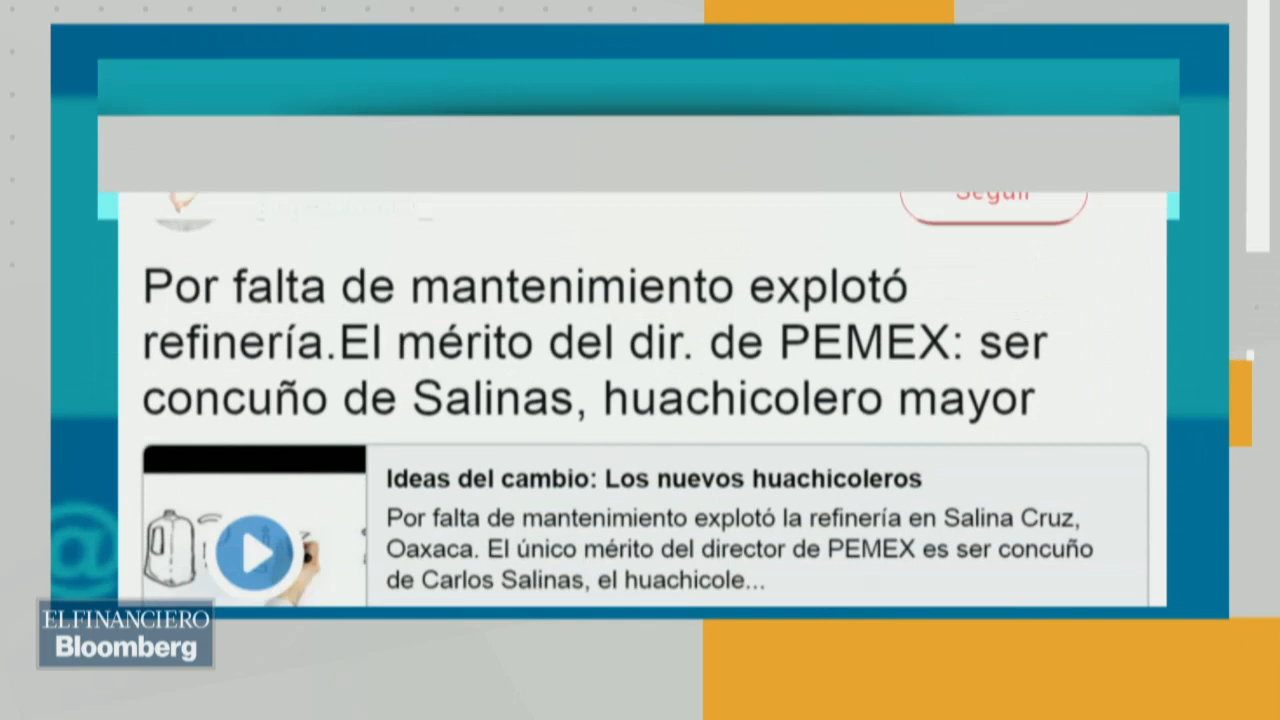 Seguir
Por falta de mantenimiento explotó
refinería.El mérito del dir. de PEMEX: ser
concuño de Salinas, huachicolero mayor
Ideas del cambio: Los nuevos huachicoleros
Por falta de mantenimiento explotó la refinería en Salina Cruz,
Oaxaca. El único mérito del director de PEMEX es ser concuño
de Carlos Salinas, el huachicole...
@
EL FINANCIERO
Bloomberg